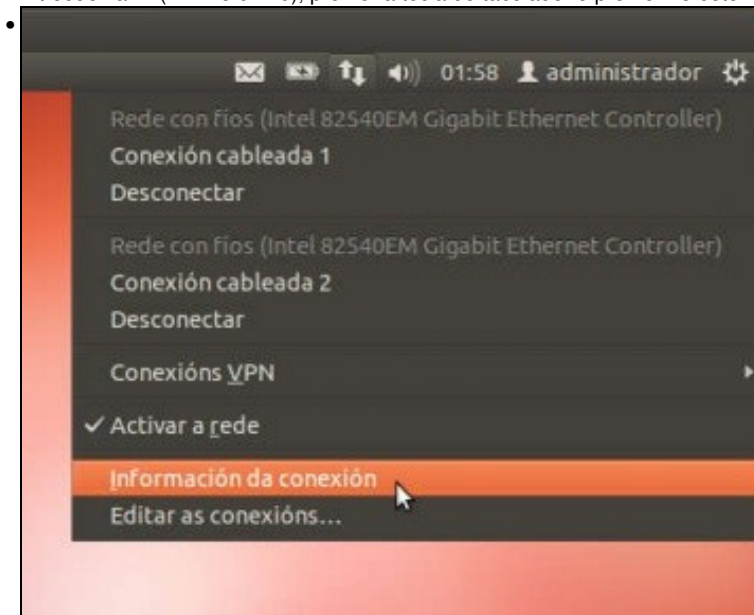 01:58 administrador
Rede con fíos (Intel 82540EM Gigabit Ethernet Controller)
Conexión cableada 1
Desconectar
Rede con fíos (Intel 82540EM Gigabit Ethernet Controller)
Conexión cableada 2
Desconectar
Conexións VPN
Activar a rede
Información da conexión
Editar as conexións...